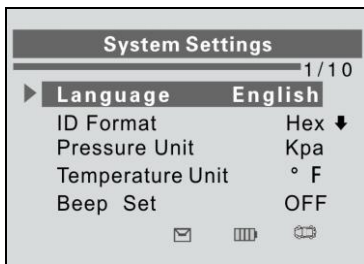 System Settings
1/10
Language English
ID Format Hex
Pressure Unit Kpa
Temperature Unit ° F
Beep Set OFF